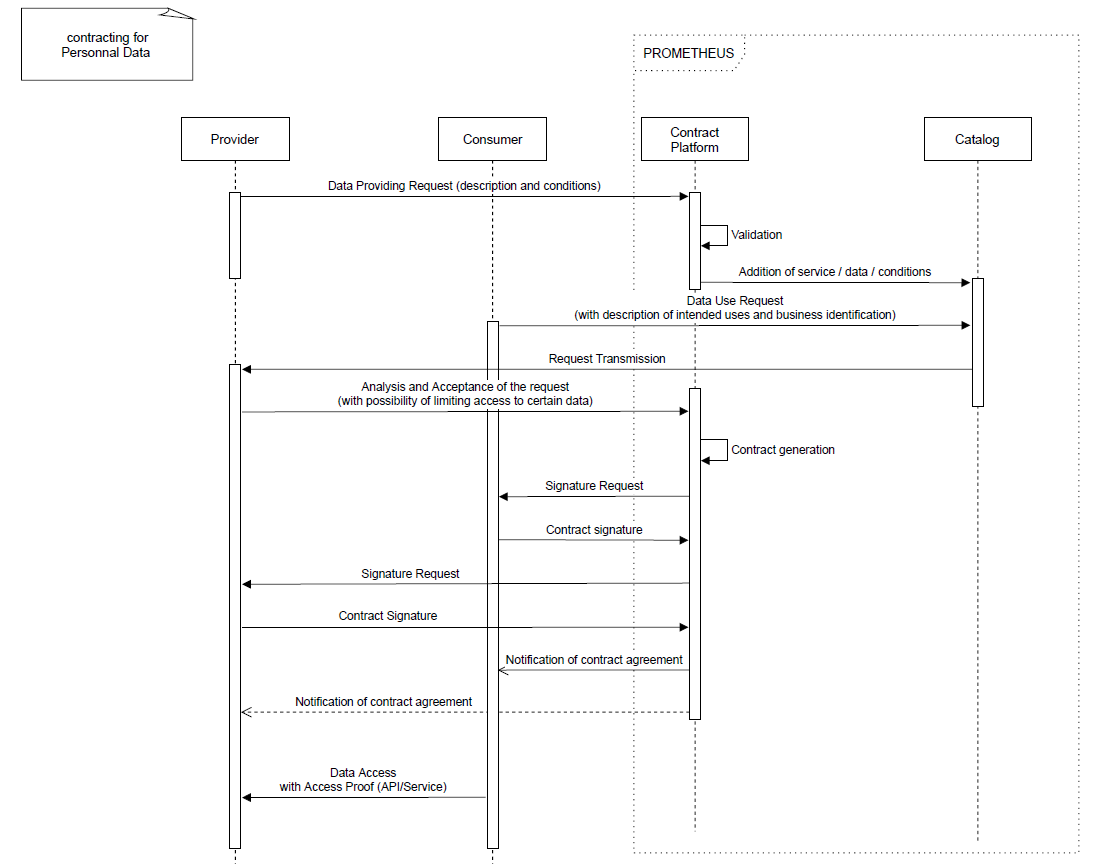 contracting for
Personnal Data
PROMETHEUS
Provider
Consumer
Contract
Platform
Catalog
Data Providing Request (description and conditions)
Validation
Addition of service / data / conditions
Data Use Request
(with description of intended uses and business identification)
Request Transmission
Analysis and Acceptance of the request
(with possibility of limiting access to certain data)
Contract generation
Signature Request
Contract signature
Signature Request
Contract Signature
Notification of contract agreement
Notification of contract agreement
Data Access
with Access Proof (API/Service)